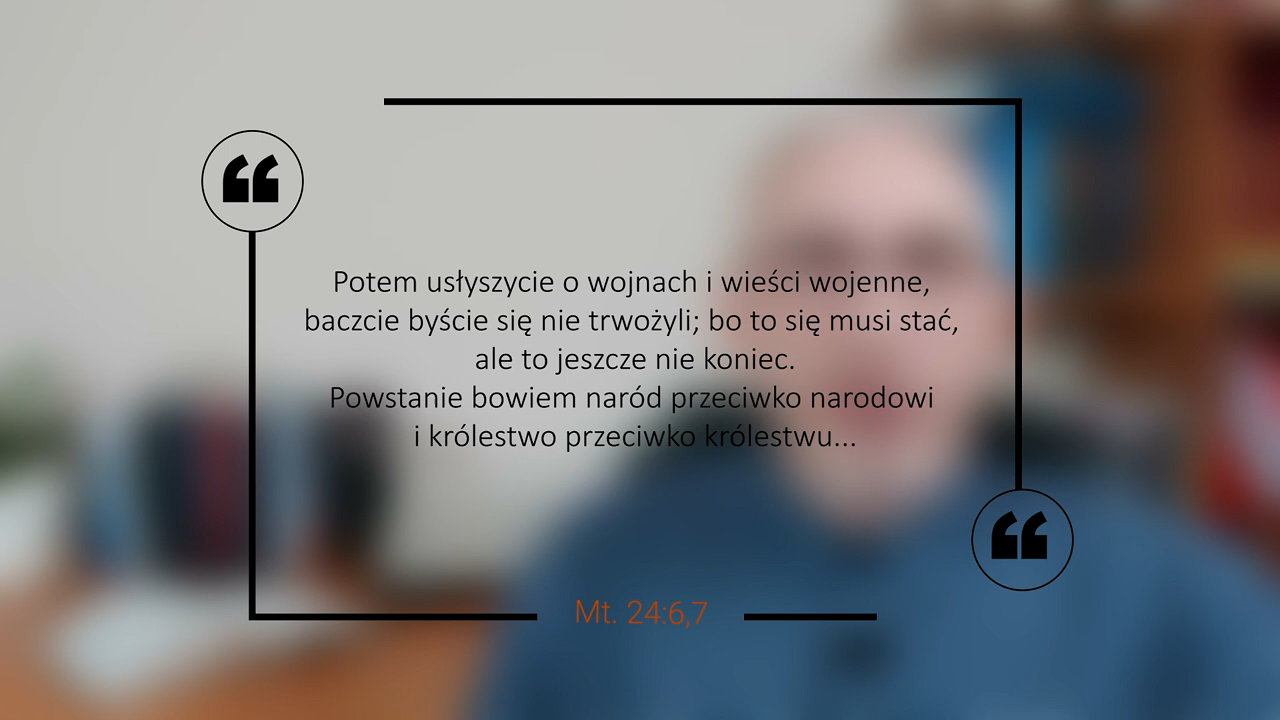 Potem usłyszycie o wojnach i wieści wojenne,
baczcie byście się nie trwożyli; bo to się musi stać,
ale to jeszcze nie koniec.
Powstanie bowiem naród przeciwko narodowi
i królestwo przeciwko królestwu...
Mt. 24:6,7